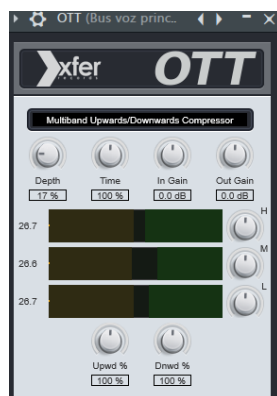 OTT (Bus voz princ..
xfer
records
OTT
Multiband Upwards/Downwards Compressor
Depth Time In Gain Out Gain
17 % 100 % 0.0 dB 0.0 dB
H
26.7
M
26.6
L
26.7
Upwd % Dnwd %
100 % 100 %